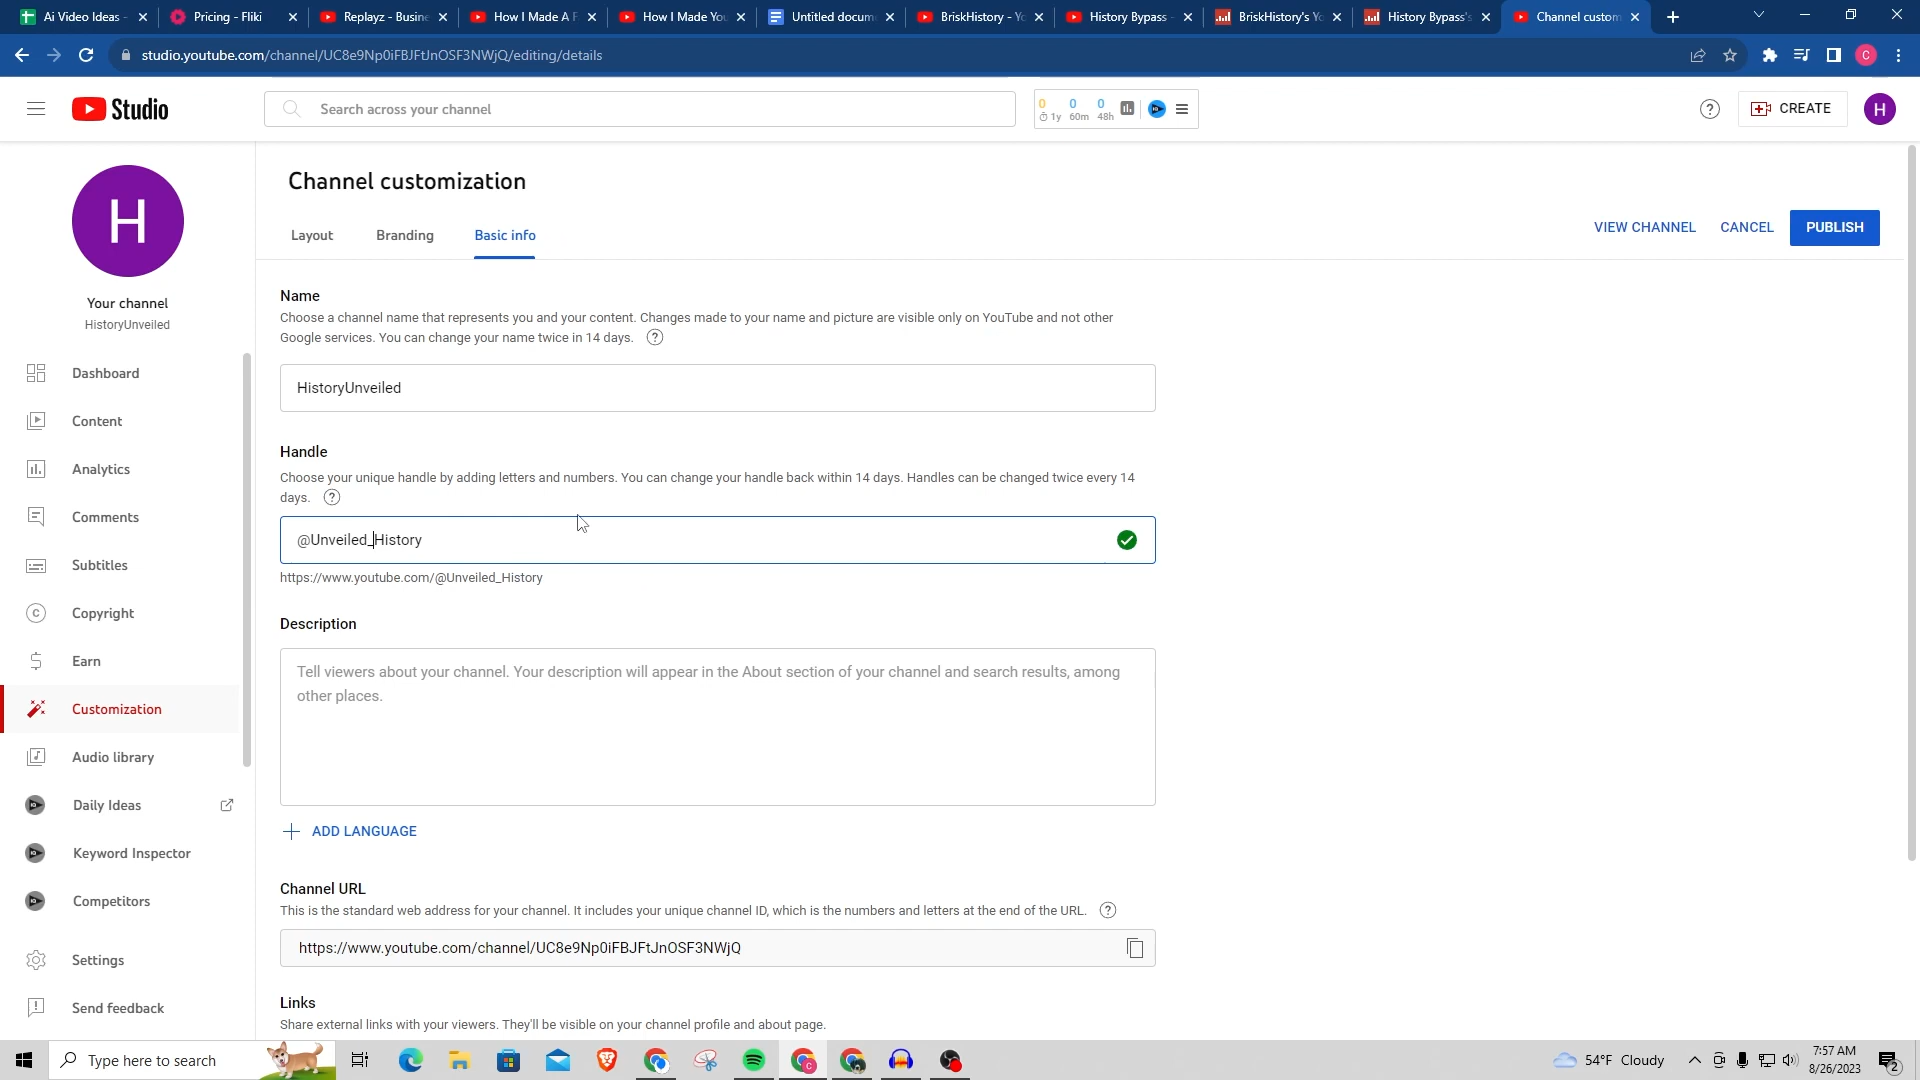 Ai Video Ideas -
Pricing - Fliki
Replayz - Busine
How I Made A F
How I Made You
Untitled docum
BriskHistory - Yo
History Bypass -
BriskHistory's Yo
History Bypass's
Channel custom
studio.youtube.com/channel/UC8e9Np0iFBJFtJnOSF3NWjQ/editing/details
C
Studio
Search across your channel
0 0 0
1y 60m 48h
CREATE
H
H
Your channel
HistoryUnveiled
Dashboard
Content
Analytics
Comments
Subtitles
Copyright
Earn
Customization
Audio library
Daily Ideas
Keyword Inspector
Competitors
Settings
Send feedback
Channel customization
Layout
Branding
Basic info
VIEW CHANNEL
CANCEL
PUBLISH
Name
Choose a channel name that represents you and your content. Changes made to your name and picture are visible only on YouTube and not other
Google services. You can change your name twice in 14 days.
HistoryUnveiled
Handle
Choose your unique handle by adding letters and numbers. You can change your handle back within 14 days. Handles can be changed twice every 14
days.
@Unveiled_History
https://www.youtube.com/@Unveiled_History
Description
Tell viewers about your channel. Your description will appear in the About section of your channel and search results, among
other places.
ADD LANGUAGE
Channel URL
This is the standard web address for your channel. It includes your unique channel ID, which is the numbers and letters at the end of the URL.
https://www.youtube.com/channel/UC8e9Np0iFBJFtJnOSF3NWjQ
Links
Share external links with your viewers. They'll be visible on your channel profile and about page.
Type here to search
54°F Cloudy
7:57 AM
8/26/2023
2